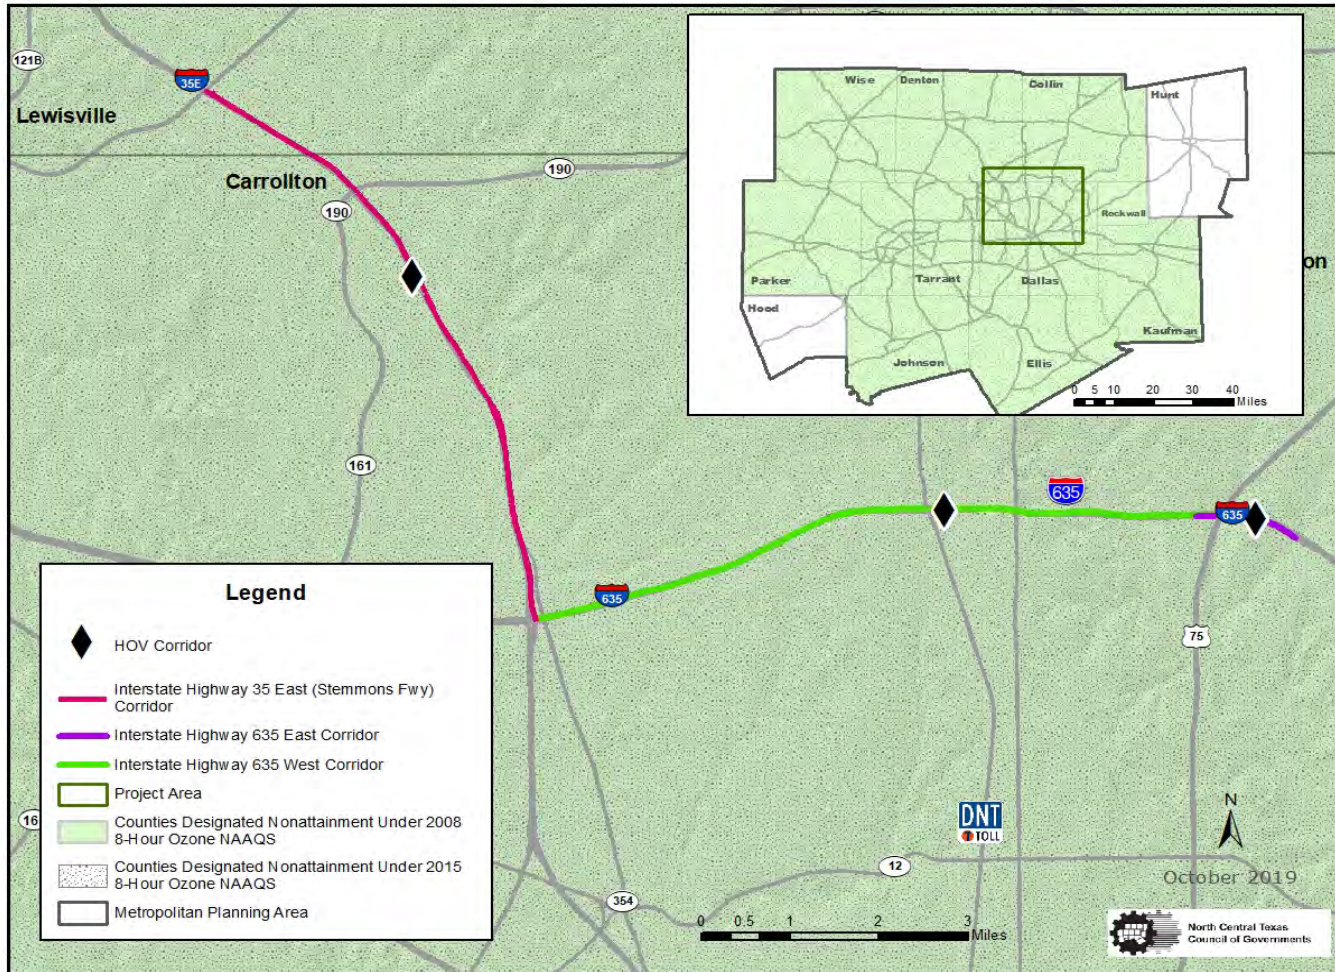 121B
35E
Lewisville
Carrollton
190
190
161
635
635
635
75
DNT
TOLL
12
354
16
on
Wise
Denton
Collin
Hunt
Rockwall
Parker
Tarrant
Dallas
Hood
Kaufman
Johnson
Ellis
0 5 10 20 30 40
Miles
Legend
HOV Corridor
Interstate Highway 35 East (Stemmons Fwy)
Corridor
Interstate Highway 635 East Corridor
Interstate Highway 635 West Corridor
Project Area
Counties Designated Nonattainment Under 2008
8-Hour Ozone NAAQS
Counties Designated Nonattainment Under 2015
8-Hour Ozone NAAQS
Metropolitan Planning Area
0 0.5 1 2 3
Miles
N
October 2019
North Central Texas
Council of Governments